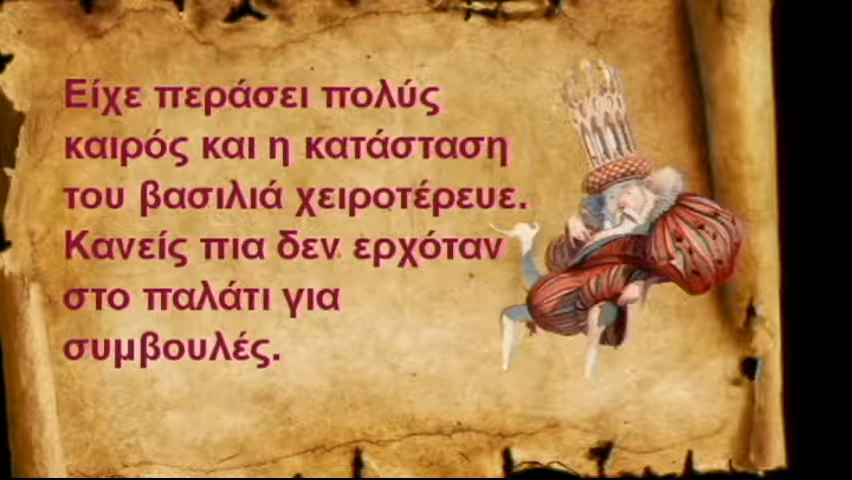 Είχε περάσει πολύς
καιρός και η κατάσταση
του βασιλιά χειροτέρευε.
Κανείς πια δεν ερχόταν
στο παλάτι για
συμβουλές.